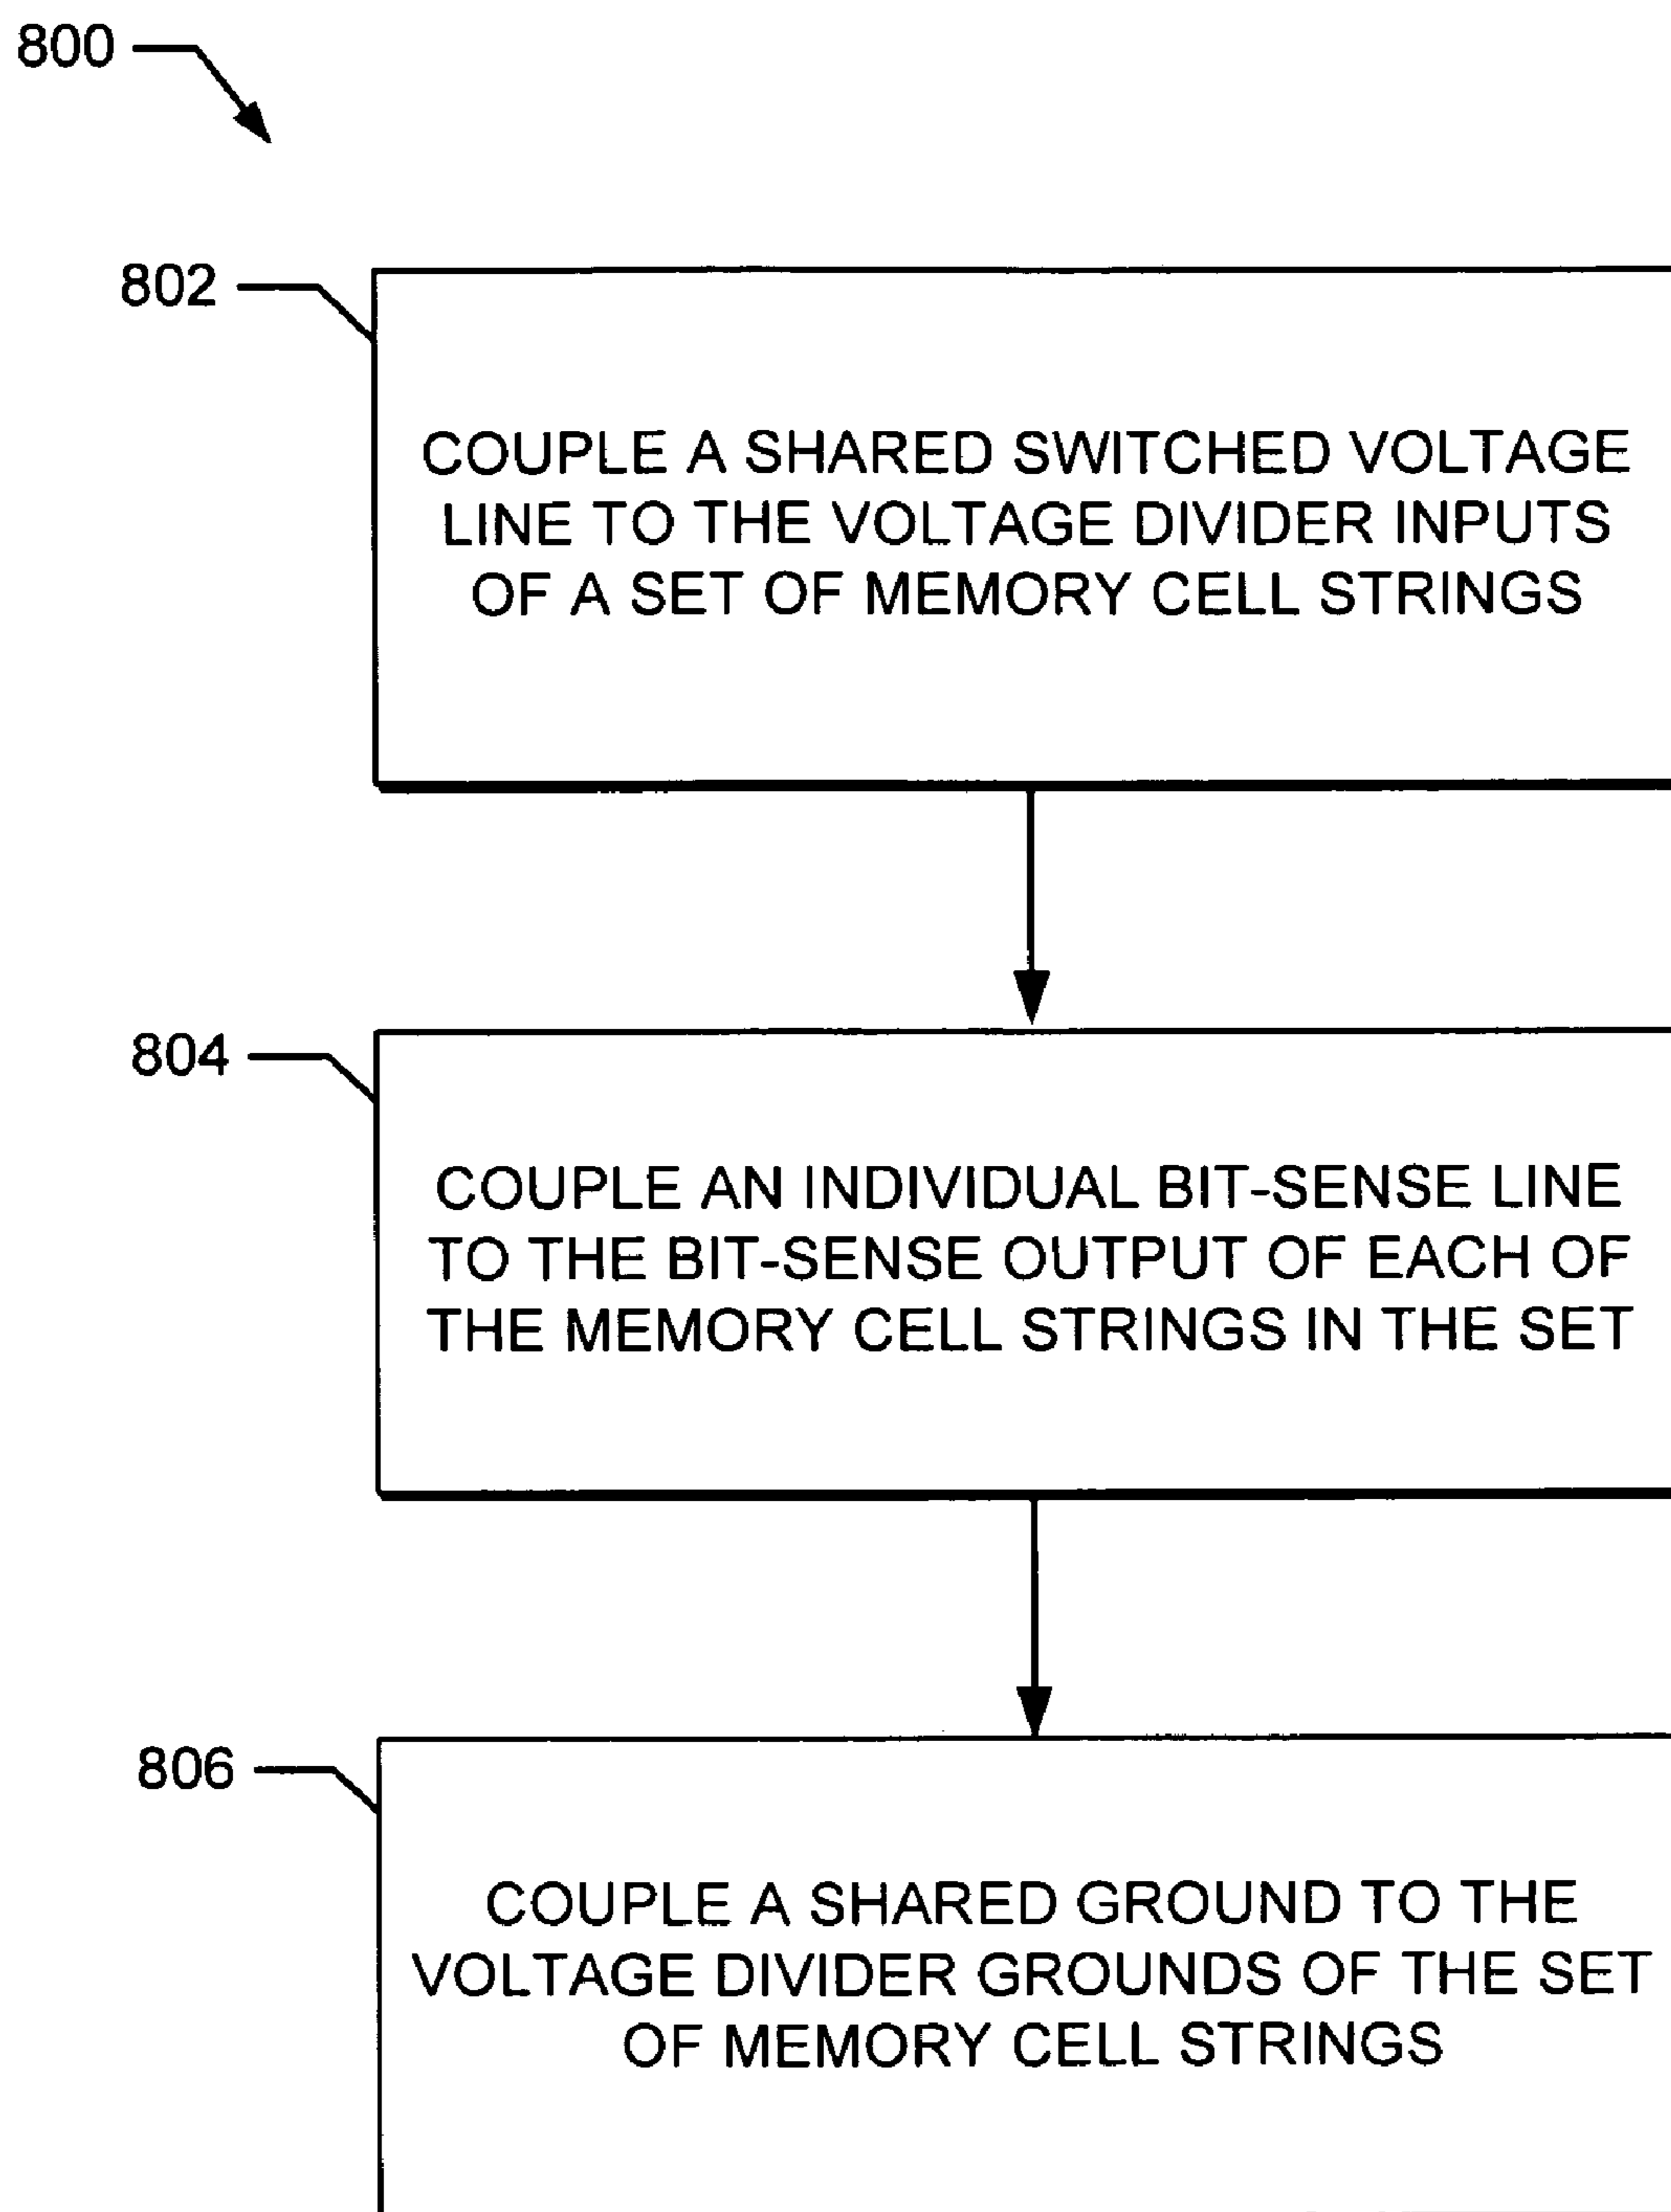 800
802
COUPLE A SHARED SWITCHED VOLTAGE
LINE TO THE VOLTAGE DIVIDER INPUTS
OF A SET OF MEMORY CELL STRINGS
804
COUPLE AN INDIVIDUAL BIT-SENSE LINE
TO THE BIT-SENSE OUTPUT OF EACH OF
THE MEMORY CELL STRINGS IN THE SET
806
COUPLE A SHARED GROUND TO THE
VOLTAGE DIVIDER GROUNDS OF THE SET
OF MEMORY CELL STRINGS